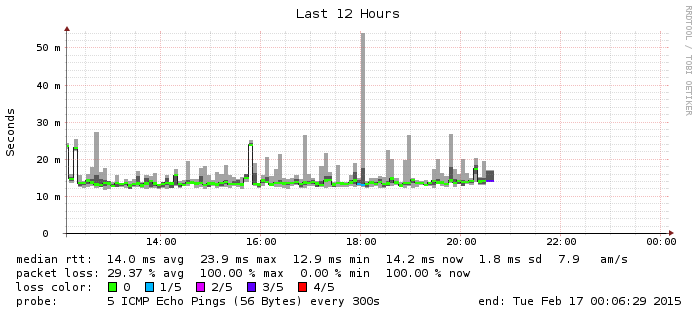 Last 12 Hours
RRDTOOL / TOBI OETIKER
Seconds
50 m
40 m
30 m
20 m
10 m
0
14:00 16:00 18:00 20:00 22:00 00:00
median rtt: 14.0 ms avg 23.9 ms max 12.9 ms min 14.2 ms now 1.8 ms sd 7.9 am/s
packet loss: 29.37 % avg 100.00 % max 0.00 % min 100.00 % now
loss color: 0 1/5 2/5 3/5 4/5
probe: 5 ICMP Echo Pings (56 Bytes) every 300s end: Tue Feb 17 00:06:29 2015